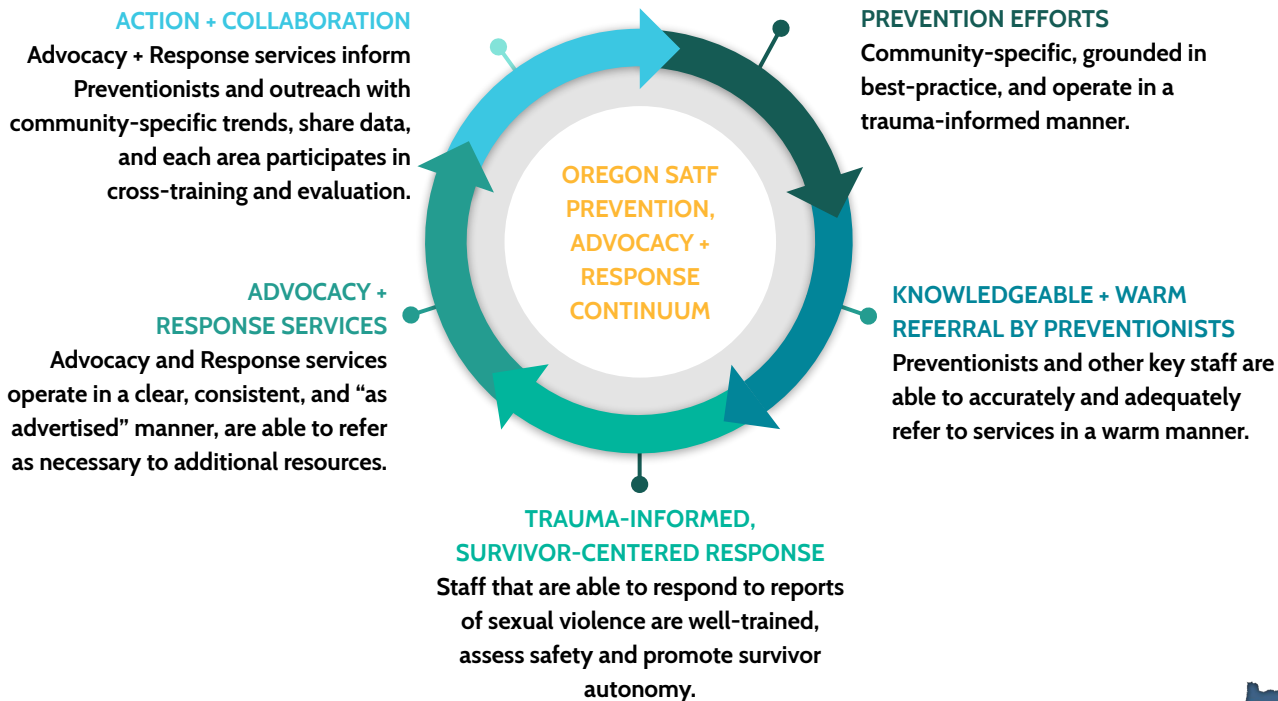 ACTION + COLLABORATION
Advocacy + Response services inform
Preventionists and outreach with
community-specific trends, share data,
and each area participates in
cross-training and evaluation.
PREVENTION EFFORTS
Community-specific, grounded in
best-practice, and operate in a
trauma-informed manner.
OREGON SATF
PREVENTION,
ADVOCACY +
RESPONSE
CONTINUUM
ADVOCACY +
RESPONSE SERVICES
Advocacy and Response services
operate in a clear, consistent, and “as
advertised” manner, are able to refer
as necessary to additional resources.
KNOWLEDGEABLE + WARM
REFERRAL BY PREVENTIONISTS
Preventionists and other key staff are
able to accurately and adequately
refer to services in a warm manner.
TRAUMA-INFORMED,
SURVIVOR-CENTERED RESPONSE
Staff that are able to respond to reports
of sexual violence are well-trained,
assess safety and promote survivor
autonomy.